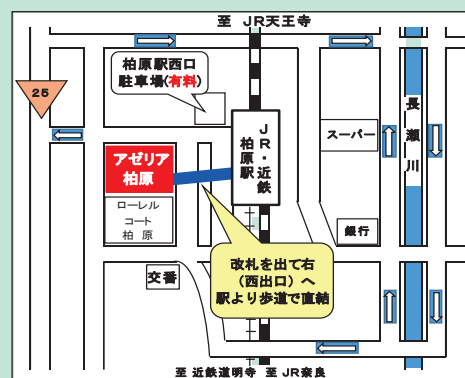 至 JR天王寺
柏原駅西口
駐車場(有料)
25
JR・近鉄
柏原駅
スーパー
長瀬川
アゼリア
柏原
ローレル
コート
柏 原
銀行
改札を出て右
(西出口)へ
駅より歩道で直結
交番
至 近鉄道明寺 至 JR奈良